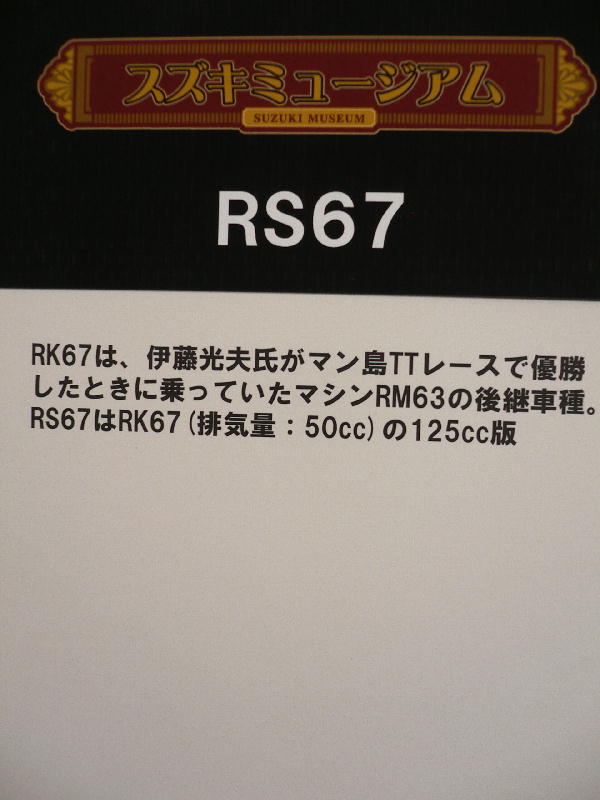 スズキミュージアム
SUZUKI MUSEUM
RS67
RK67は、伊藤光夫氏がマン島TTレースで優勝
したときに乗っていたマシンRM63の後継車種。
RS67はRK67(排気量：50cc)の125cc版